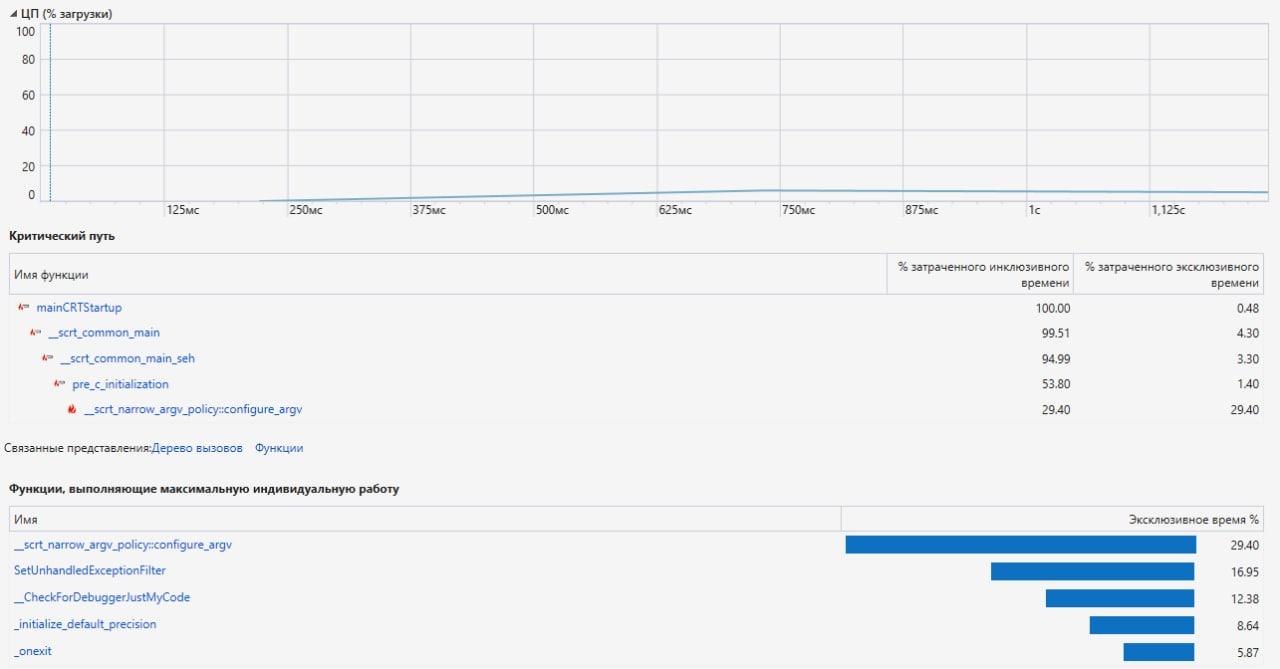 ЦП (% загрузки)
100
80
60
40
20
0
125мс 250мс 375мс 500мс 625мс 750мс 875мс 1с 1,125с
Критический путь
Имя функции % затраченного инклюзивного времени % затраченного эксклюзивного времени
mainCRTStartup 100.00 0.48
__scrt_common_main 99.51 4.30
__scrt_common_main_seh 94.99 3.30
pre_c_initialization 53.80 1.40
__scrt_narrow_argv_policy::configure_argv 29.40 29.40
Связанные представления:Дерево вызовов Функции
Функции, выполняющие максимальную индивидуальную работу
Имя Эксклюзивное время %
__scrt_narrow_argv_policy::configure_argv 29.40
SetUnhandledExceptionFilter 16.95
__CheckForDebuggerJustMyCode 12.38
_initialize_default_precision 8.64
_onexit 5.87